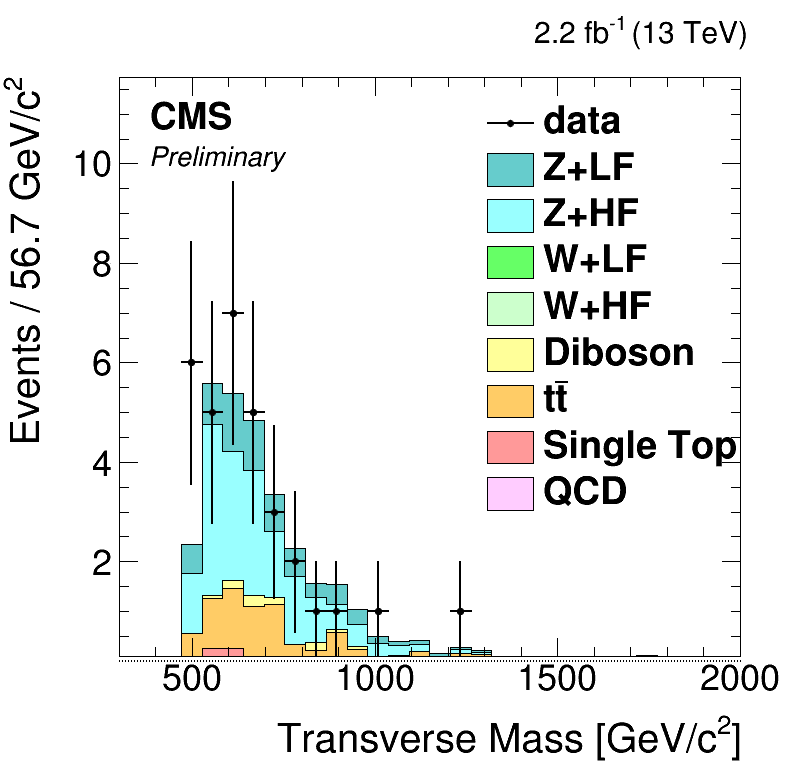 2.2 fb⁻¹ (13 TeV)
Events / 56.7 GeV/c²
CMS
Preliminary
data
Z+LF
Z+HF
W+LF
W+HF
Diboson
tt̄
Single Top
QCD
10
8
6
4
2
500 1000 1500 2000
Transverse Mass [GeV/c²]